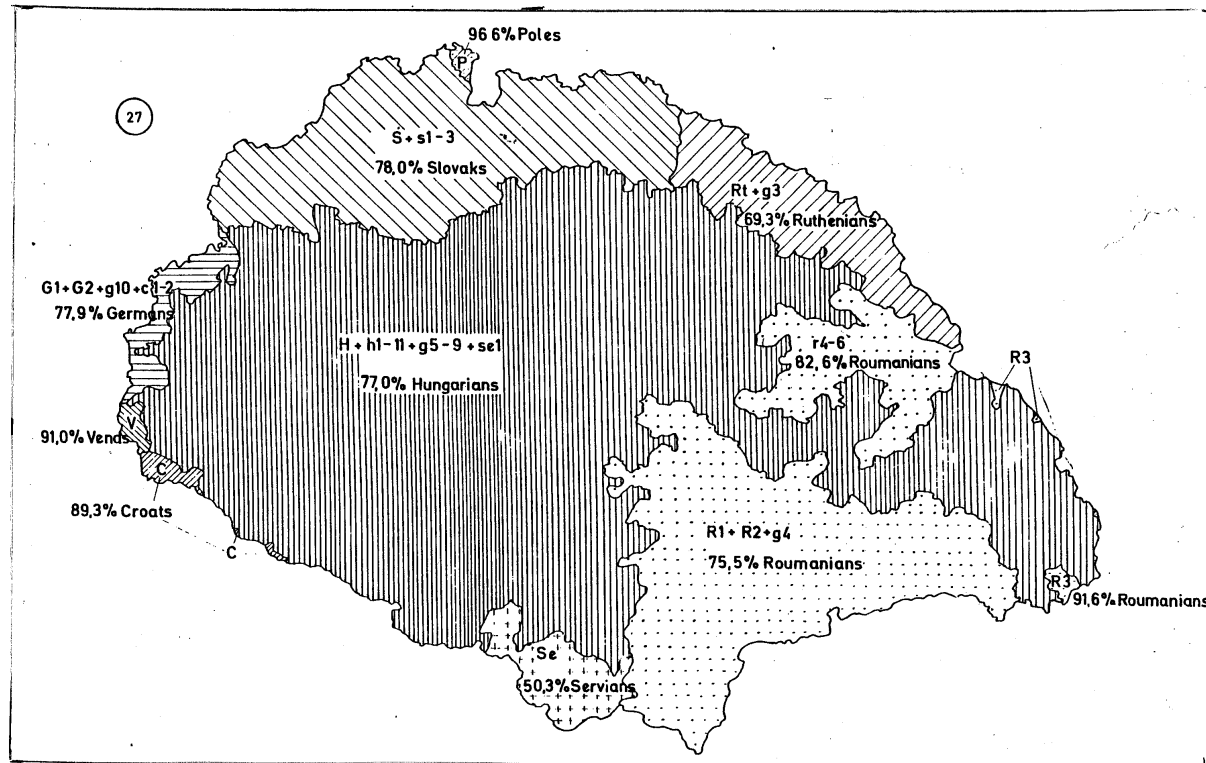 96 6% Poles
P
27
S + s1-3
78,0% Slovaks
Rt + g3
69,3% Ruthenians
G1 + G2 + g10 + c1-2
77,9% Germans
H + h1-11 + g5-9 + se1
77,0% Hungarians
r4-6
82,6% Roumanians
R3
V
91,0% Vends
C
89,3% Croats
C
R1 + R2 + g4
75,5% Roumanians
R3
91,6% Roumanians
Se
50,3% Servians